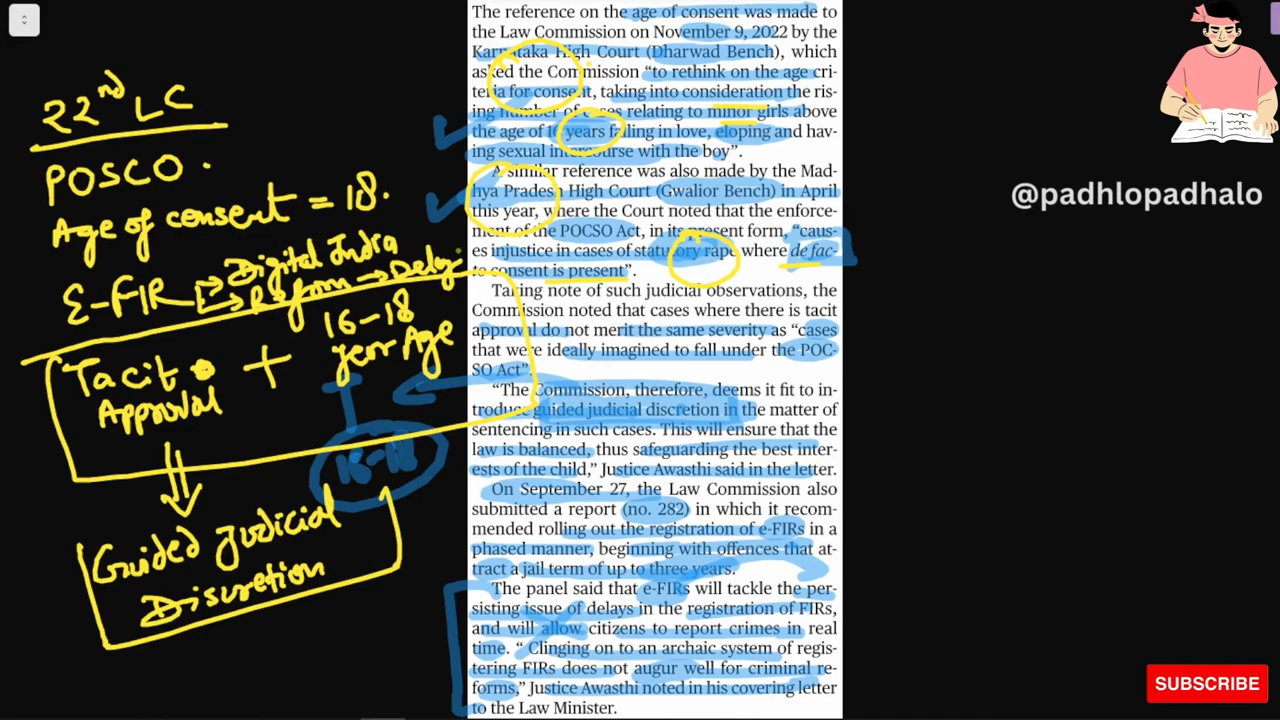 22nd LC
POSCO.
Age of consent = 18.
E-FIR → Digital India
→ Reform → Delay
16-18
year Age
Tacit +
Approval
16-18
Guided Judicial
Discretion
The reference on the age of consent was made to
the Law Commission on November 9, 2022 by the
Karnataka High Court (Dharwad Bench), which
asked the Commission “to rethink on the age cri-
teria for consent, taking into consideration the ris-
ing number of cases relating to minor girls above
the age of 16 years falling in love, eloping and hav-
ing sexual intercourse with the boy”.
A similar reference was also made by the Mad-
hya Pradesh High Court (Gwalior Bench) in April
this year, where the Court noted that the enforce-
ment of the POCSO Act, in its present form, “caus-
es injustice in cases of statutory rape where de fac-
to consent is present”.
Taking note of such judicial observations, the
Commission noted that cases where there is tacit
approval do not merit the same severity as “cases
that were ideally imagined to fall under the POC-
SO Act”.
“The Commission, therefore, deems it fit to in-
troduce guided judicial discretion in the matter of
sentencing in such cases. This will ensure that the
law is balanced, thus safeguarding the best inter-
ests of the child,” Justice Awasthi said in the letter.
On September 27, the Law Commission also
submitted a report (no. 282) in which it recom-
mended rolling out the registration of e-FIRs in a
phased manner, beginning with offences that at-
tract a jail term of up to three years.
The panel said that e-FIRs will tackle the per-
sisting issue of delays in the registration of FIRs,
and will allow citizens to report crimes in real
time. “ Clinging on to an archaic system of regis-
tering FIRs does not augur well for criminal re-
forms,” Justice Awasthi noted in his covering letter
to the Law Minister.
@padhlopadhalo
SUBSCRIBE